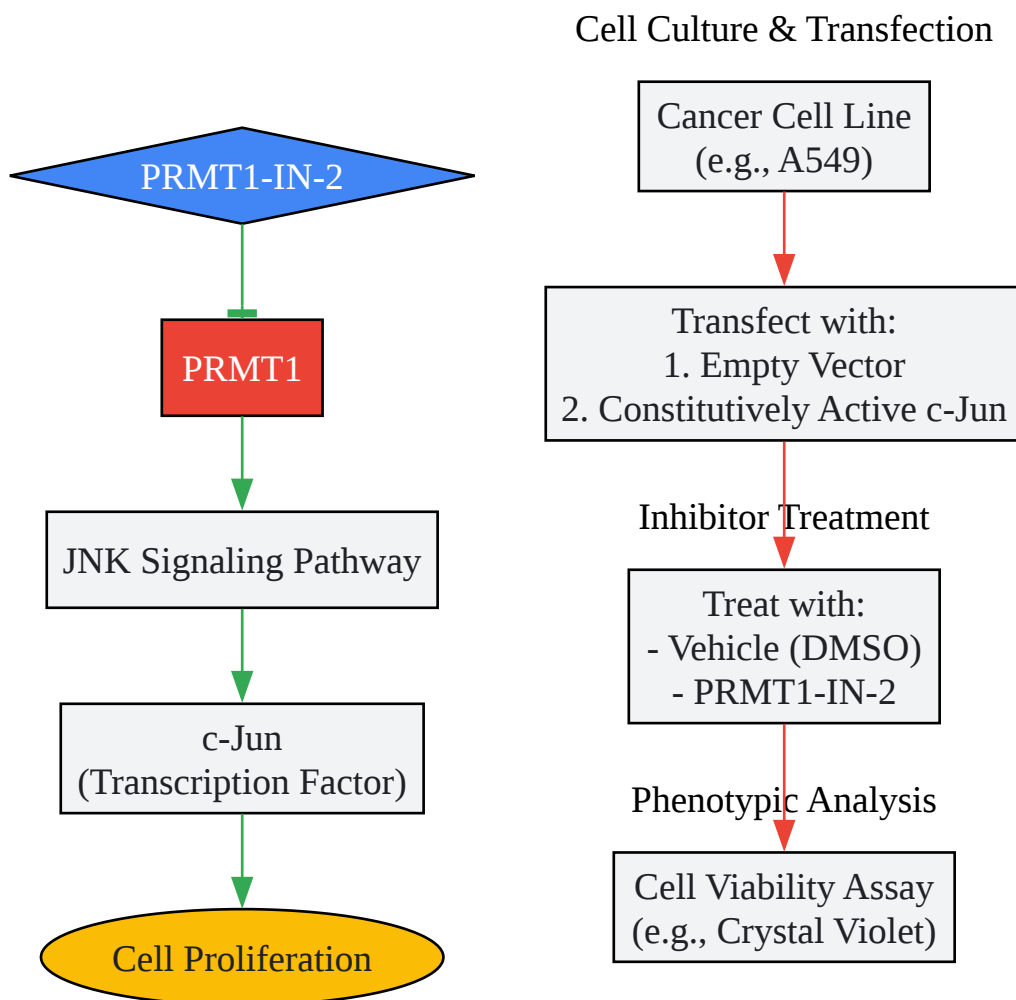 PRMT1-IN-2
PRMT1
JNK Signaling Pathway
c-Jun
(Transcription Factor)
Cell Proliferation
Cell Culture & Transfection
Cancer Cell Line
(e.g., A549)
Transfect with:
1. Empty Vector
2. Constitutively Active c-Jun
Inhibitor Treatment
Treat with:
- Vehicle (DMSO)
- PRMT1-IN-2
Phenotypic Analysis
Cell Viability Assay
(e.g., Crystal Violet)